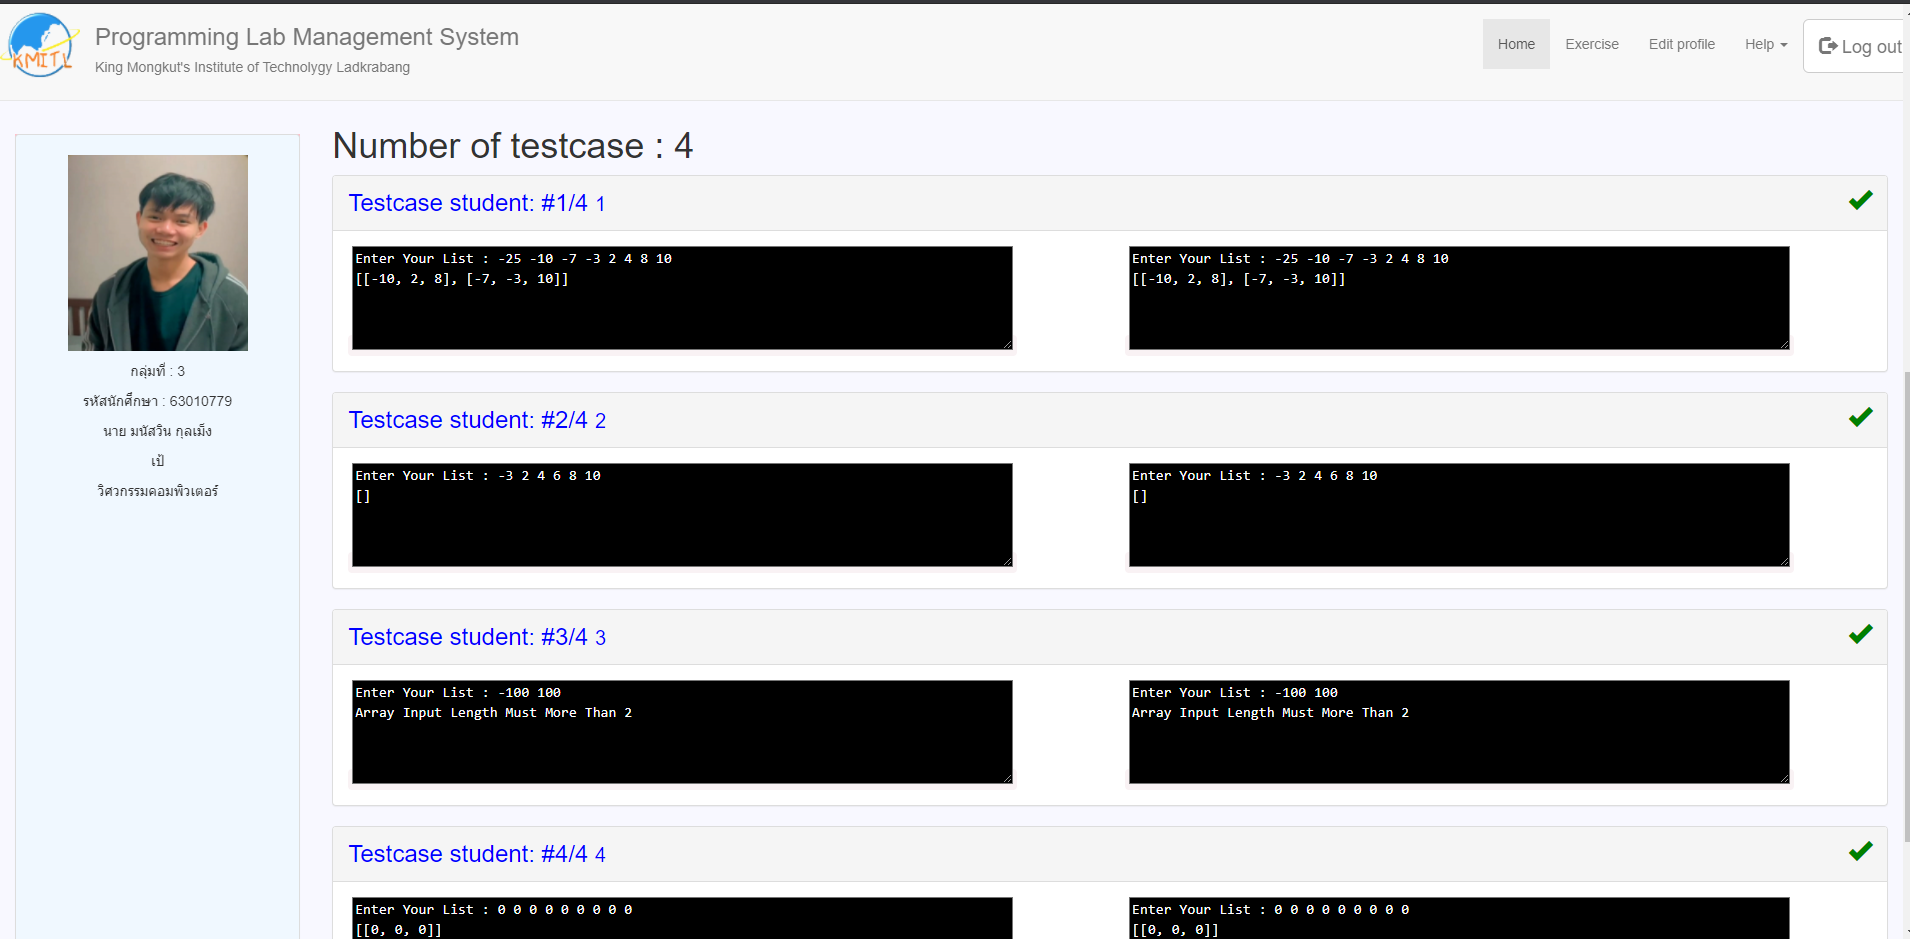 KMITL
Programming Lab Management System
King Mongkut's Institute of Technolygy Ladkrabang
Home
Exercise
Edit profile
Help
Log out
กลุ่มที่ : 3
รหัสนักศึกษา : 63010779
นาย มนัสวิน กุลเม็ง
เป้
วิศวกรรมคอมพิวเตอร์
Number of testcase : 4
Testcase student: #1/4 1
Enter Your List : -25 -10 -7 -3 2 4 8 10
[[-10, 2, 8], [-7, -3, 10]]
Enter Your List : -25 -10 -7 -3 2 4 8 10
[[-10, 2, 8], [-7, -3, 10]]
Testcase student: #2/4 2
Enter Your List : -3 2 4 6 8 10
[]
Enter Your List : -3 2 4 6 8 10
[]
Testcase student: #3/4 3
Enter Your List : -100 100
Array Input Length Must More Than 2
Enter Your List : -100 100
Array Input Length Must More Than 2
Testcase student: #4/4 4
Enter Your List : 0 0 0 0 0 0 0 0 0
[[0, 0, 0]]
Enter Your List : 0 0 0 0 0 0 0 0 0
[[0, 0, 0]]